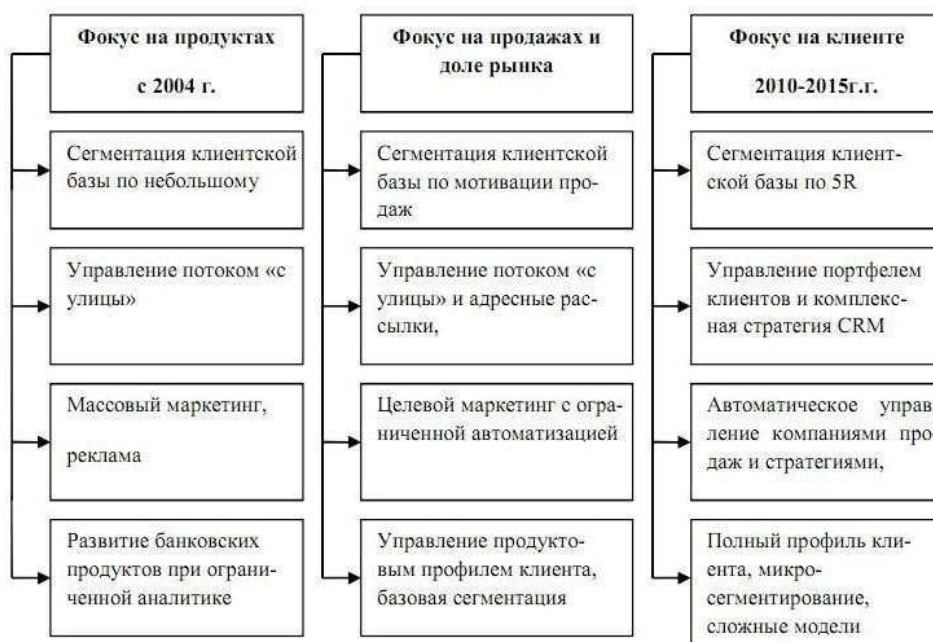 Фокус на продуктах
с 2004 г.
Сегментация клиентской
базы по небольшому
Управление потоком «с
улицы»
Массовый маркетинг,
реклама
Развитие банковских
продуктов при ограни-
ченной аналитике
Фокус на продажах и
доле рынка
Сегментация клиентской
базы по мотивации про-
даж
Управление потоком «с
улицы» и адресные рас-
сылки,
Целевой маркетинг с огра-
ниченной автоматизацией
Управление продукто-
вым профилем клиента,
базовая сегментация
Фокус на клиенте
2010-2015г.г.
Сегментация клиент-
ской базы по 5R
Управление портфелем
клиентов и комплекс-
ная стратегия CRM
Автоматическое управ
ление компаниями про-
даж и стратегиями,
Полный профиль кли-
ента, микро-
сегментирование,
сложные модели